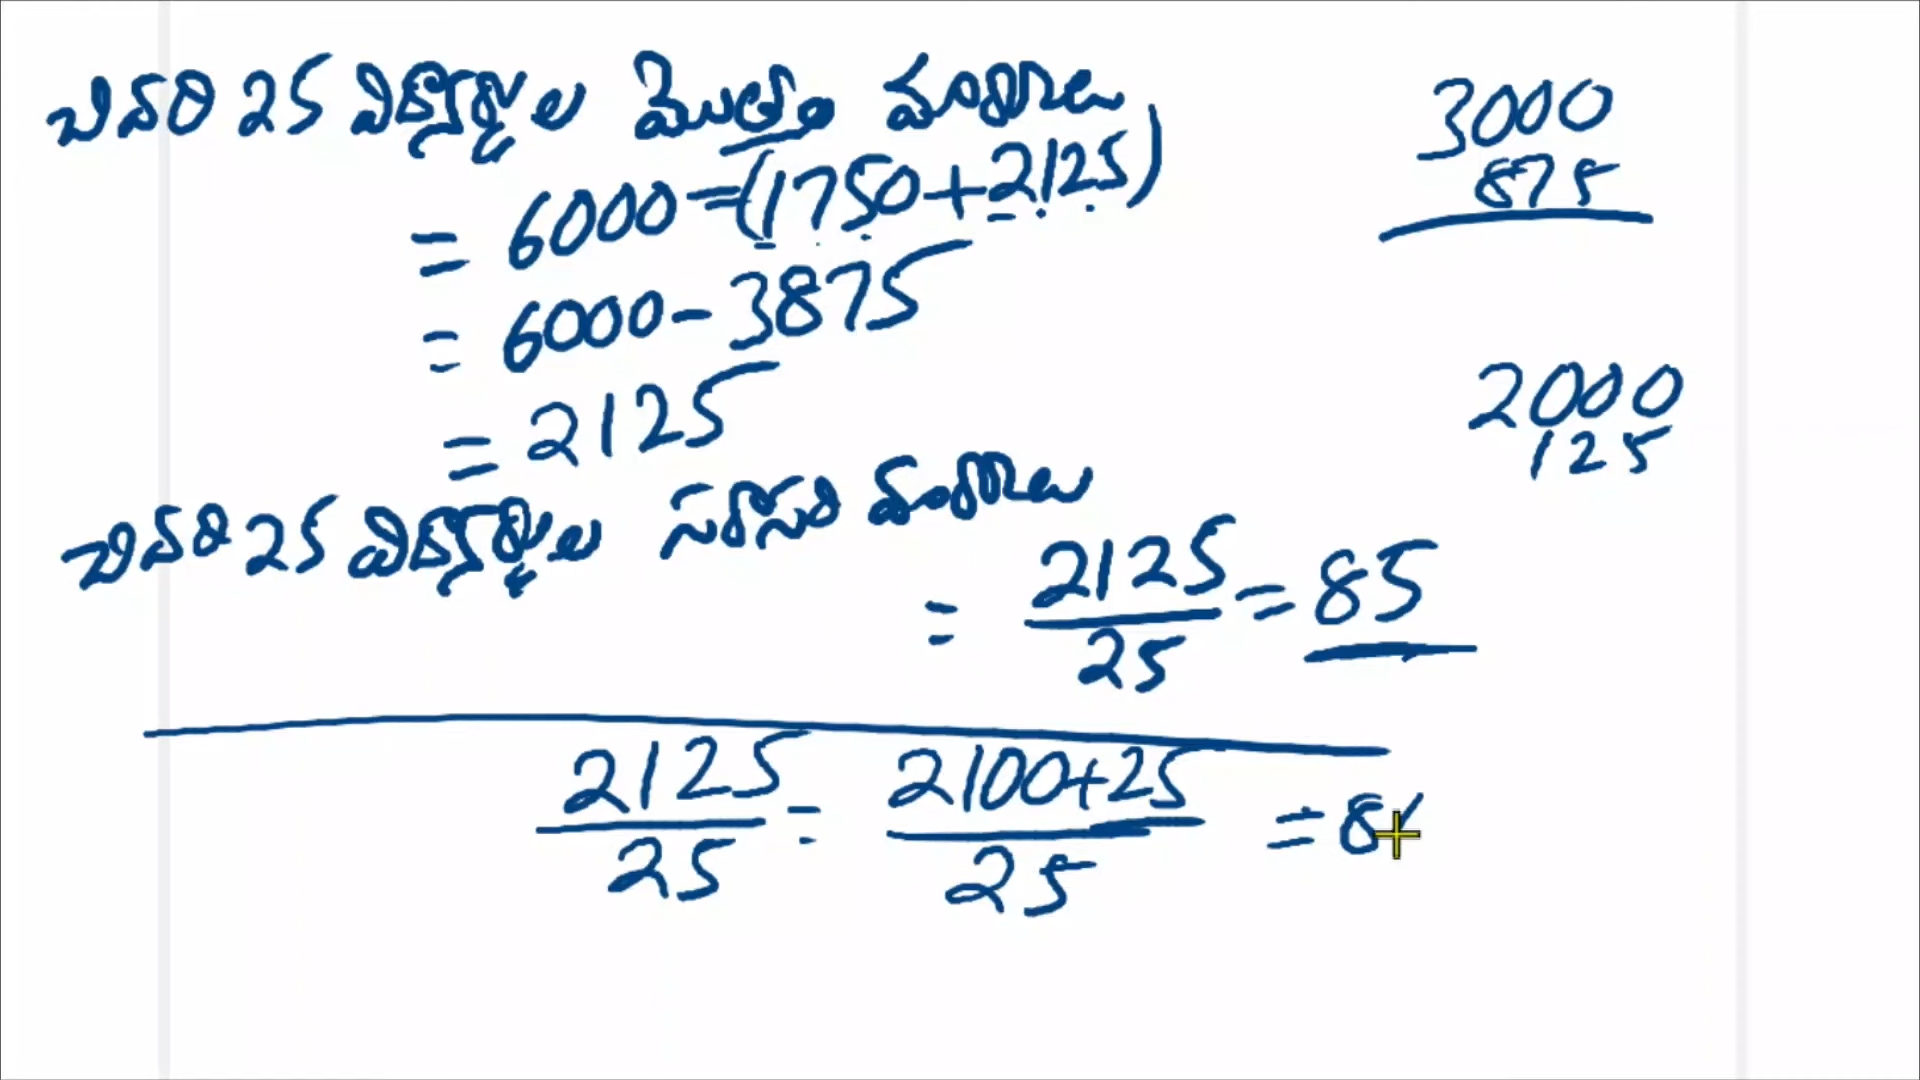 చివరి 25 విద్యార్థుల మొత్తం మార్కులు
= 6000-(1750+2125)
= 6000-3875
= 2125
3000
875
2000
125
చివరి 25 విద్యార్థుల సరాసరి మార్కులు
= 2125/25 = 85
2125/25 = 2100+25/25 = 84